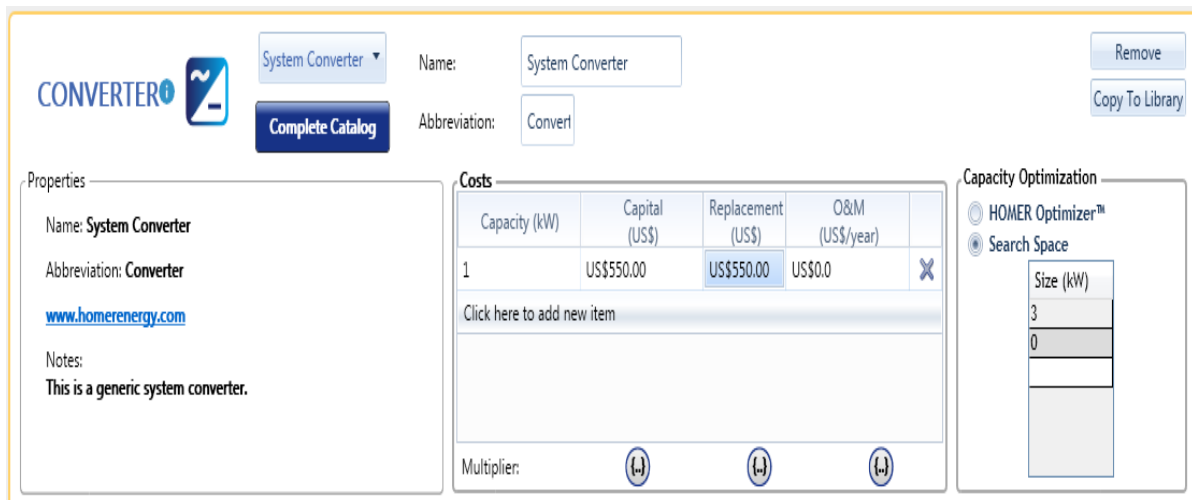 CONVERTER
System Converter
Complete Catalog
Name:
System Converter
Abbreviation:
Convert
Remove
Copy To Library
Properties
Name: System Converter
Abbreviation: Converter
www.homerenergy.com
Notes:
This is a generic system converter.
Costs
Capacity (kW)
Capital
(US$)
Replacement
(US$)
O&M
(US$/year)
1 US$550.00 US$550.00 US$0.0
Click here to add new item
Multiplier: {..} {..} {..}
Capacity Optimization
HOMER Optimizer™
Search Space
Size (kW)
3
0